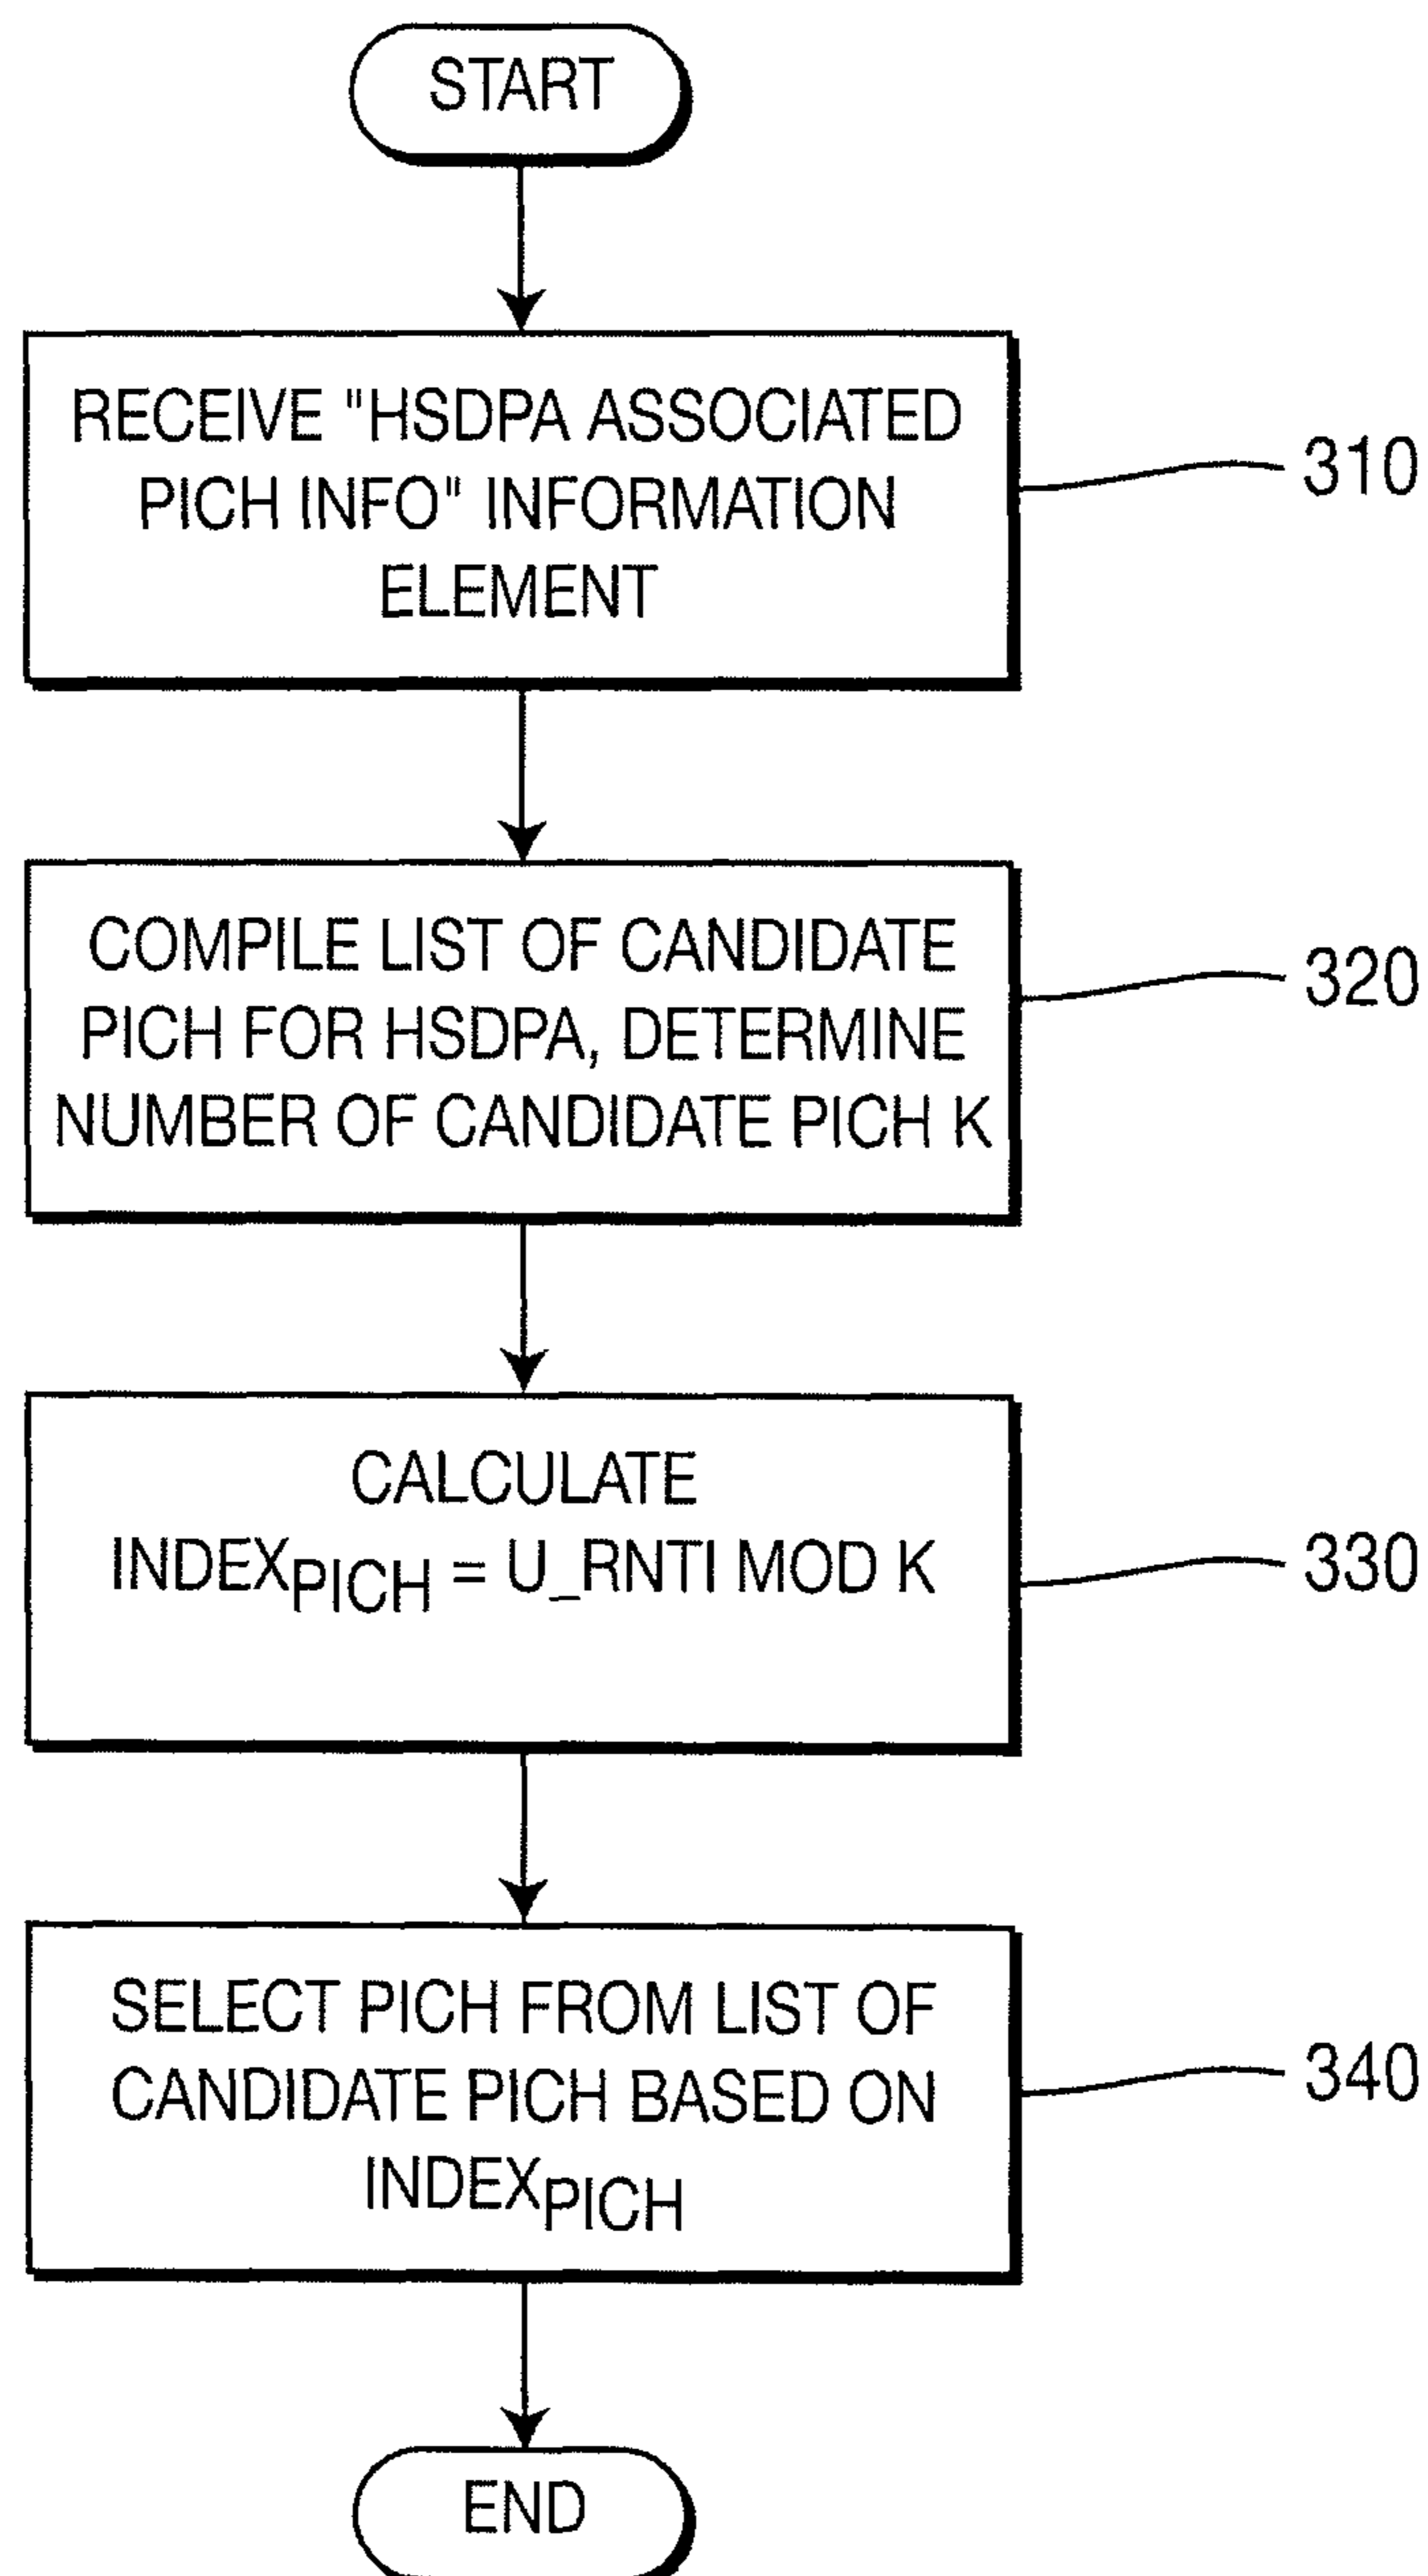 START
RECEIVE "HSDPA ASSOCIATED
PICH INFO" INFORMATION
ELEMENT
310
COMPILE LIST OF CANDIDATE
PICH FOR HSDPA, DETERMINE
NUMBER OF CANDIDATE PICH K
320
CALCULATE
INDEXPICH = U_RNTI MOD K
330
SELECT PICH FROM LIST OF
CANDIDATE PICH BASED ON
INDEXPICH
340
END